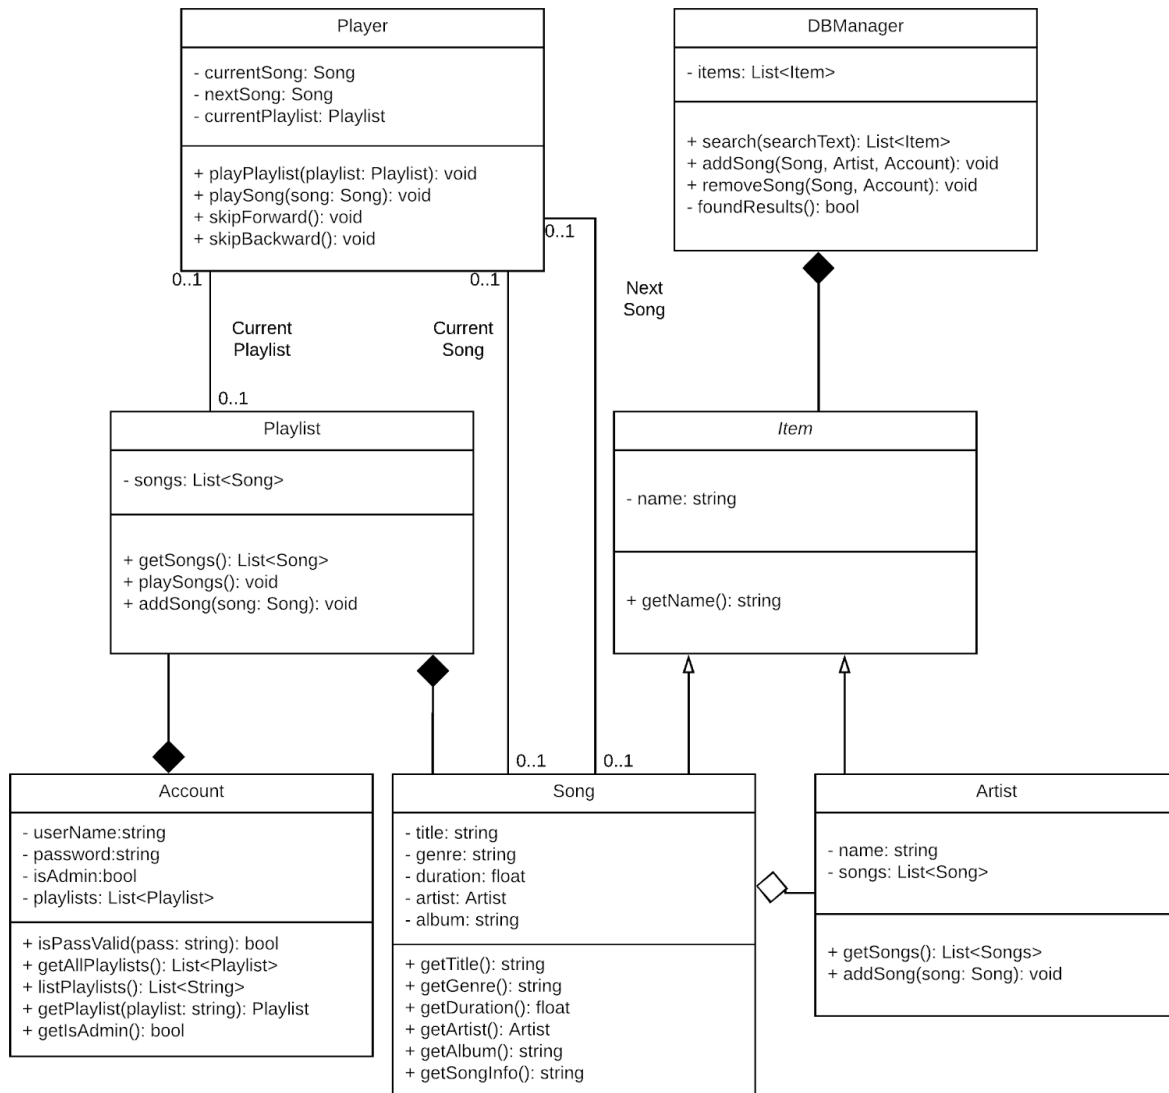 Player
- currentSong: Song
- nextSong: Song
- currentPlaylist: Playlist
+ playPlaylist(playlist: Playlist): void
+ playSong(song: Song): void
+ skipForward(): void
+ skipBackward(): void
DBManager
- items: List<Item>
+ search(searchText): List<Item>
+ addSong(Song, Artist, Account): void
+ removeSong(Song, Account): void
- foundResults(): bool
0..1
0..1
0..1
Current
Playlist
Current
Song
Next
Song
0..1
Playlist
- songs: List<Song>
+ getSongs(): List<Song>
+ playSongs(): void
+ addSong(song: Song): void
Item
- name: string
+ getName(): string
0..1
0..1
Account
- userName:string
- password:string
- isAdmin:bool
- playlists: List<Playlist>
+ isPassValid(pass: string): bool
+ getAllPlaylists(): List<Playlist>
+ listPlaylists(): List<String>
+ getPlaylist(playlist: string): Playlist
+ getIsAdmin(): bool
Song
- title: string
- genre: string
- duration: float
- artist: Artist
- album: string
+ getTitle(): string
+ getGenre(): string
+ getDuration(): float
+ getArtist(): Artist
+ getAlbum(): string
+ getSongInfo(): string
Artist
- name: string
- songs: List<Song>
+ getSongs(): List<Songs>
+ addSong(song: Song): void